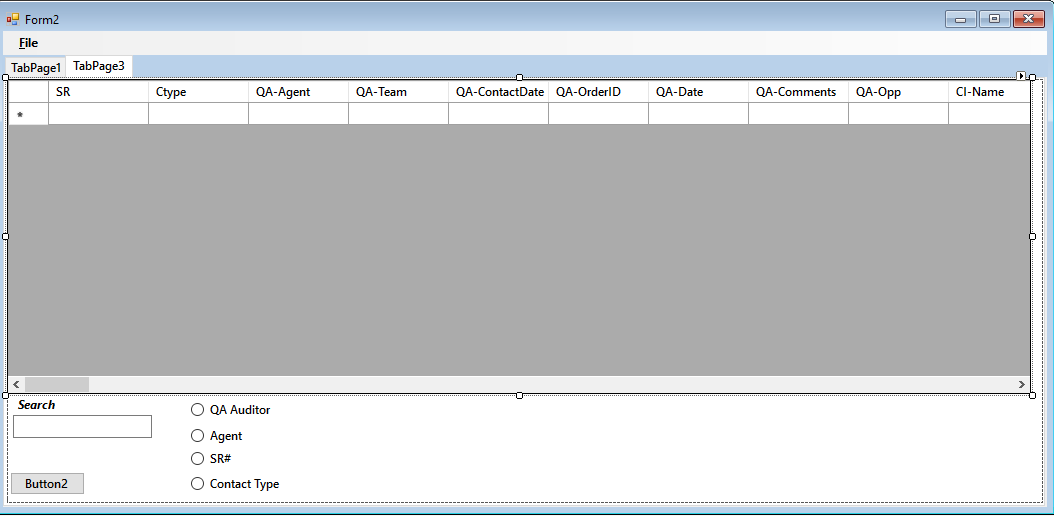 Form2
File
TabPage1 TabPage3
SR Ctype QA-Agent QA-Team QA-ContactDate QA-OrderID QA-Date QA-Comments QA-Opp CI-Name
*
Search
QA Auditor
Agent
SR#
Button2 Contact Type